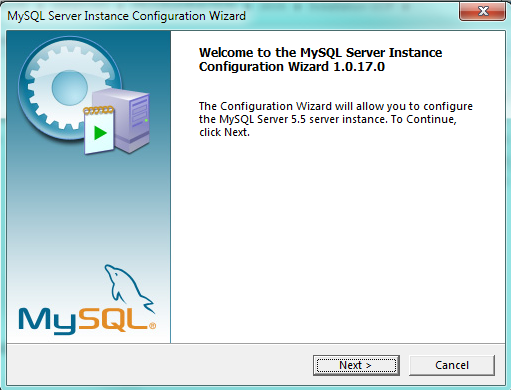 MySQL Server Instance Configuration Wizard
Welcome to the MySQL Server Instance
Configuration Wizard 1.0.17.0
The Configuration Wizard will allow you to configure
the MySQL Server 5.5 server instance. To Continue,
click Next.
MySQL®
Next >
Cancel